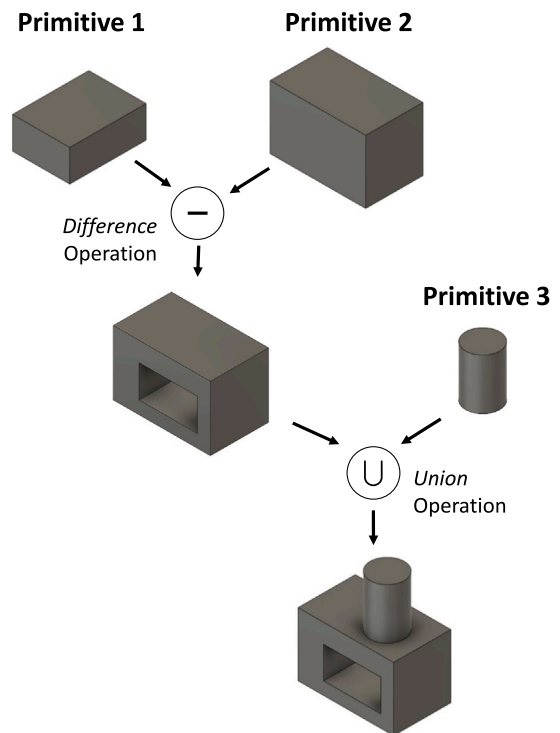 Primitive 1
Primitive 2
−
Difference
Operation
Primitive 3
∪
Union
Operation